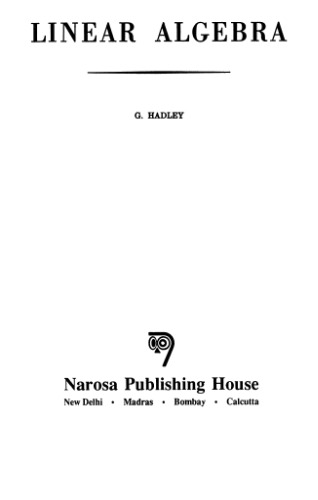 LINEAR ALGEBRA
G. HADLEY
Narosa Publishing House
New Delhi • Madras • Bombay • Calcutta